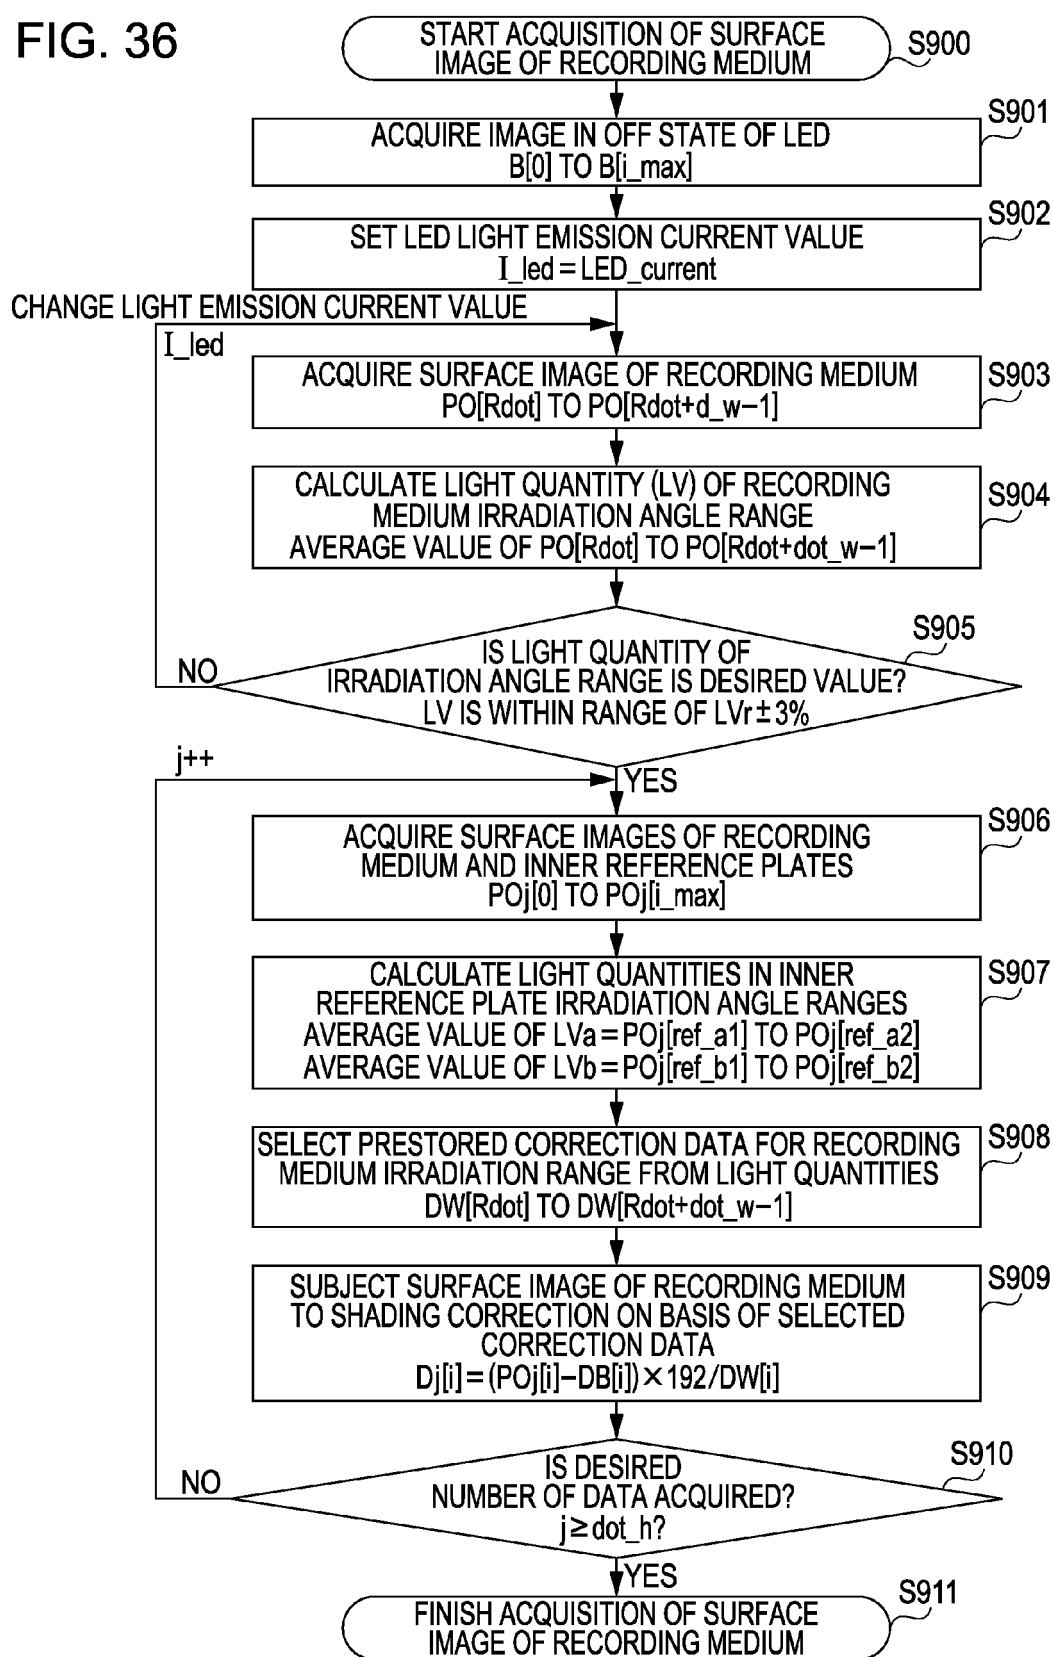 FIG. 36
START ACQUISITION OF SURFACE
IMAGE OF RECORDING MEDIUM
S900
S901
ACQUIRE IMAGE IN OFF STATE OF LED
B[0] TO B[i_max]
S902
SET LED LIGHT EMISSION CURRENT VALUE
I_led = LED_current
CHANGE LIGHT EMISSION CURRENT VALUE
I_led
S903
ACQUIRE SURFACE IMAGE OF RECORDING MEDIUM
PO[Rdot] TO PO[Rdot+d_w−1]
S904
CALCULATE LIGHT QUANTITY (LV) OF RECORDING
MEDIUM IRRADIATION ANGLE RANGE
AVERAGE VALUE OF PO[Rdot] TO PO[Rdot+dot_w−1]
S905
NO
IS LIGHT QUANTITY OF
IRRADIATION ANGLE RANGE IS DESIRED VALUE?
LV IS WITHIN RANGE OF LVr±3%
j++
YES
S906
ACQUIRE SURFACE IMAGES OF RECORDING
MEDIUM AND INNER REFERENCE PLATES
POj[0] TO POj[i_max]
S907
CALCULATE LIGHT QUANTITIES IN INNER
REFERENCE PLATE IRRADIATION ANGLE RANGES
AVERAGE VALUE OF LVa = POj[ref_a1] TO POj[ref_a2]
AVERAGE VALUE OF LVb = POj[ref_b1] TO POj[ref_b2]
S908
SELECT PRESTORED CORRECTION DATA FOR RECORDING
MEDIUM IRRADIATION RANGE FROM LIGHT QUANTITIES
DW[Rdot] TO DW[Rdot+dot_w−1]
S909
SUBJECT SURFACE IMAGE OF RECORDING MEDIUM
TO SHADING CORRECTION ON BASIS OF SELECTED
CORRECTION DATA
Dj[i] = (POj[i]−DB[i]) × 192/DW[i]
S910
NO
IS DESIRED
NUMBER OF DATA ACQUIRED?
j ≥ dot_h?
YES
S911
FINISH ACQUISITION OF SURFACE
IMAGE OF RECORDING MEDIUM